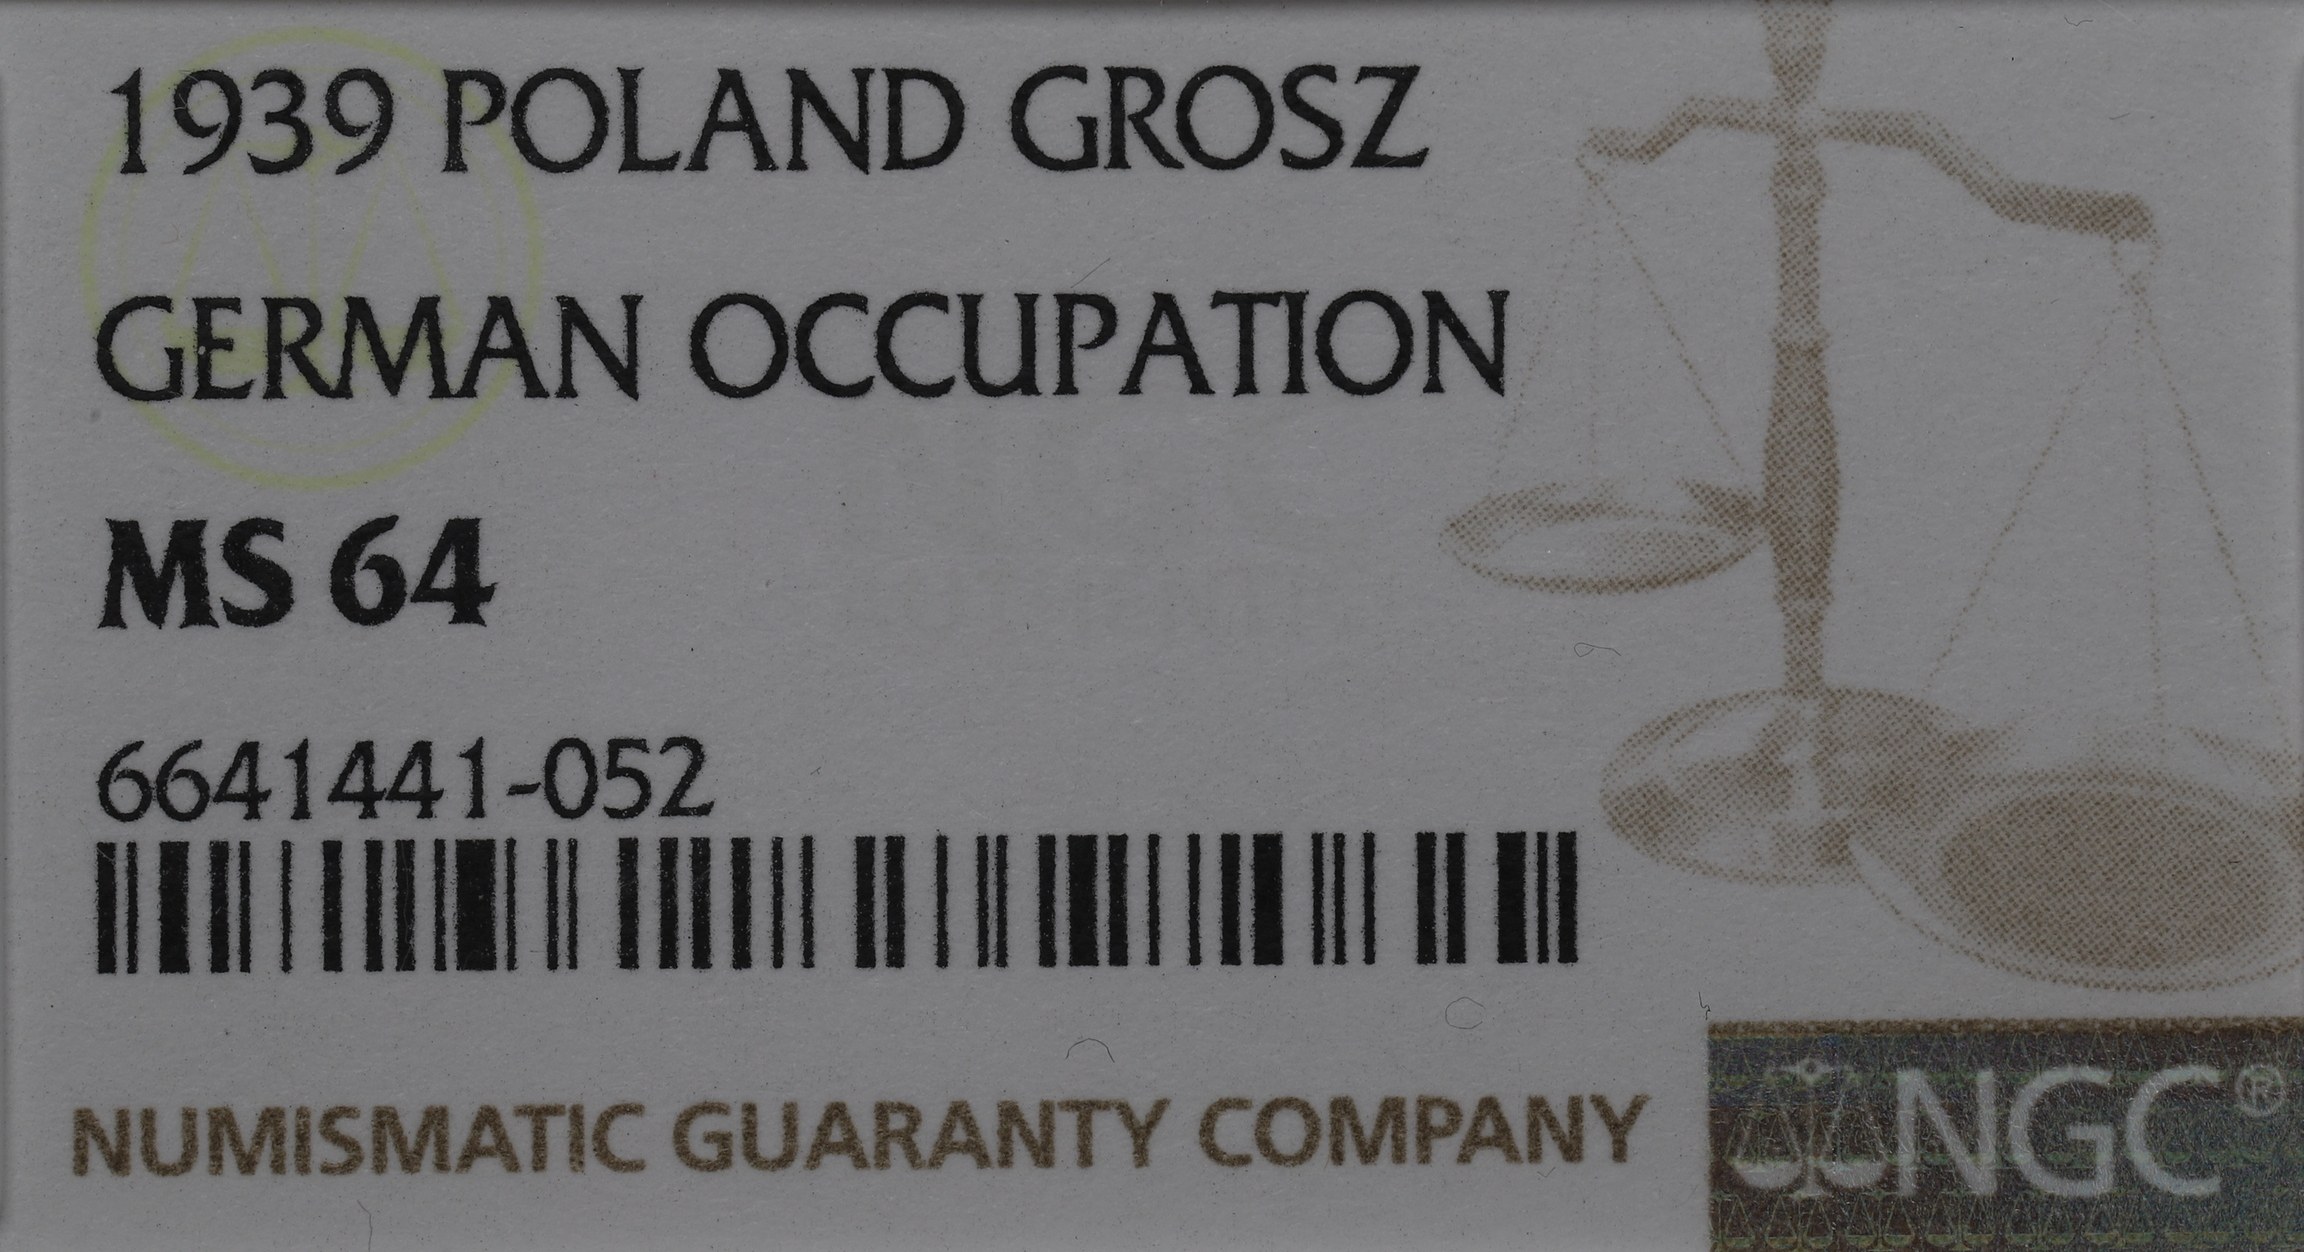 1939 POLAND GROSZ
GERMAN OCCUPATION
MS 64
6641441-052
NUMISMATIC GUARANTY COMPANY
NGC®